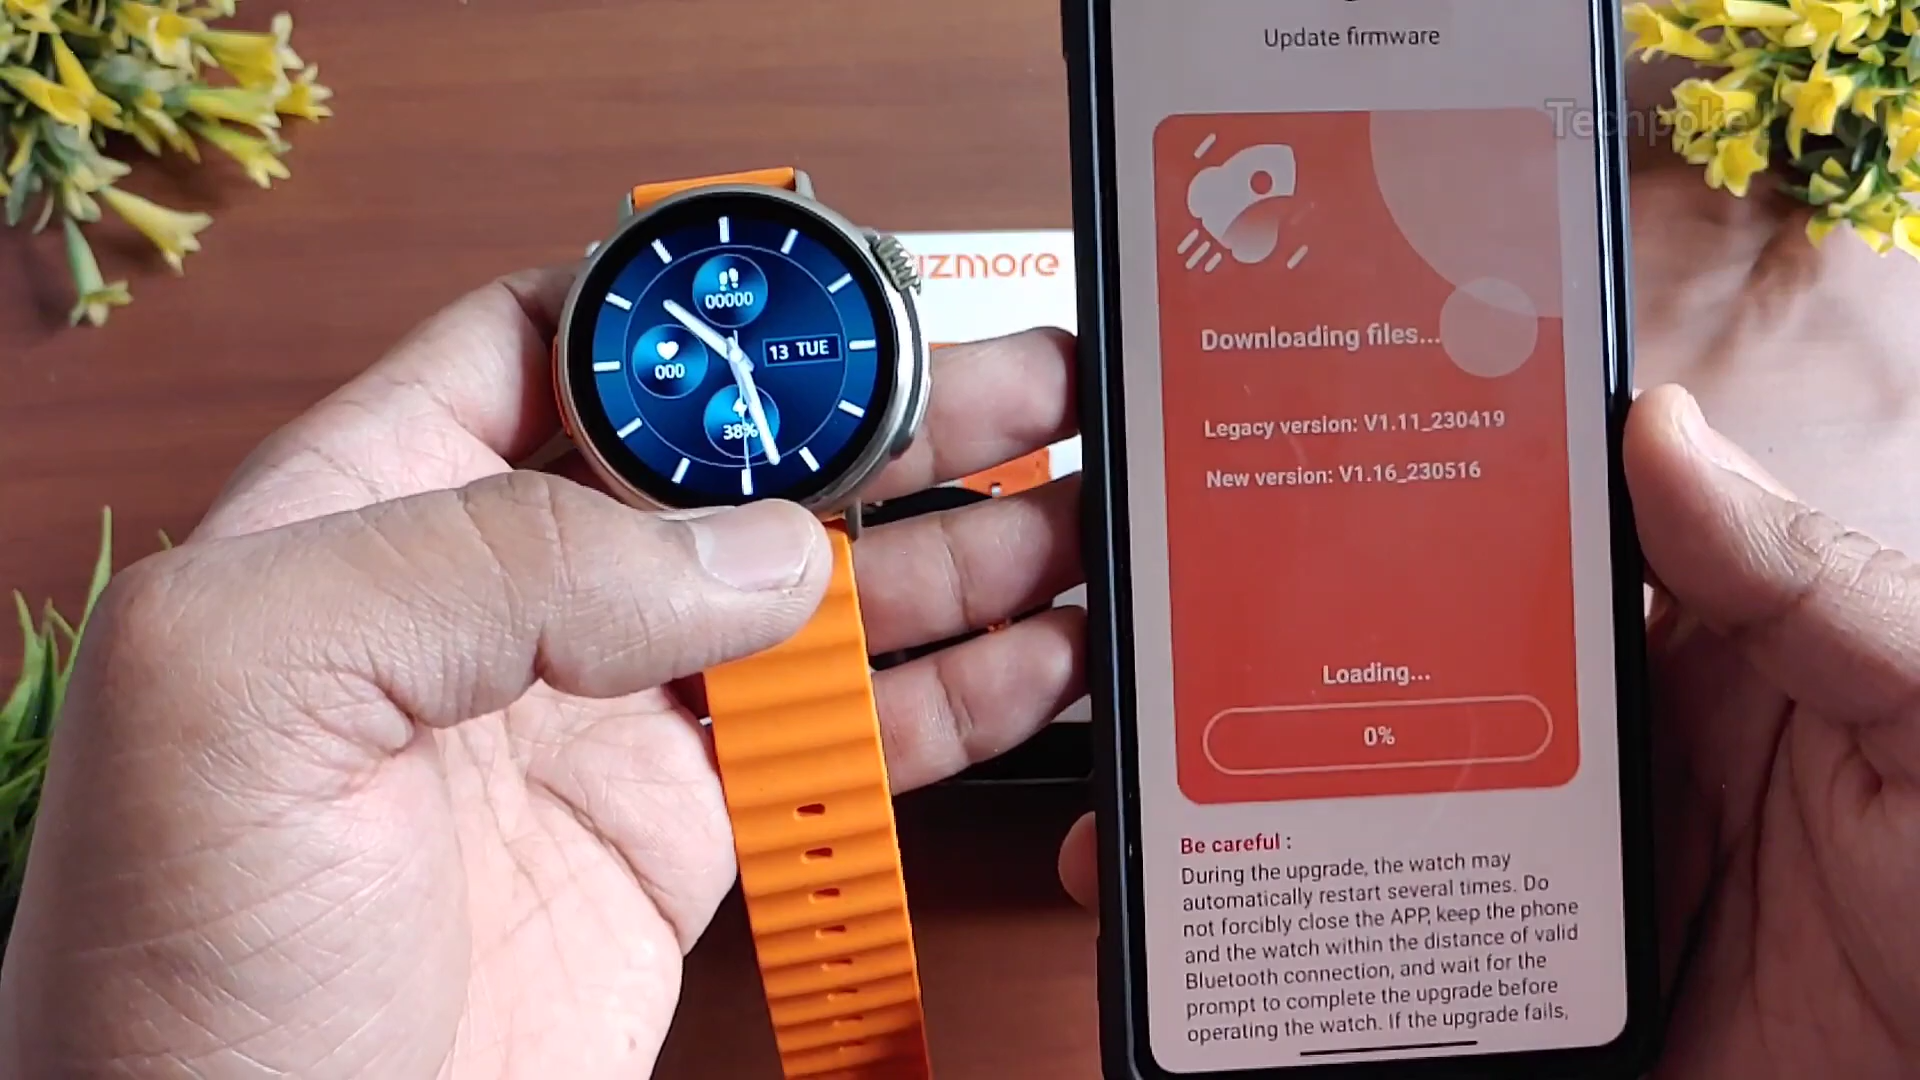 Update firmware
Techpoke!
izmore
00000
000
13 TUE
38%
Downloading files...
Legacy version: V1.11_230419
New version: V1.16_230516
Loading...
0%
Be careful :
During the upgrade, the watch may
automatically restart several times. Do
not forcibly close the APP, keep the phone
and the watch within the distance of valid
Bluetooth connection, and wait for the
prompt to complete the upgrade before
operating the watch. If the upgrade fails,